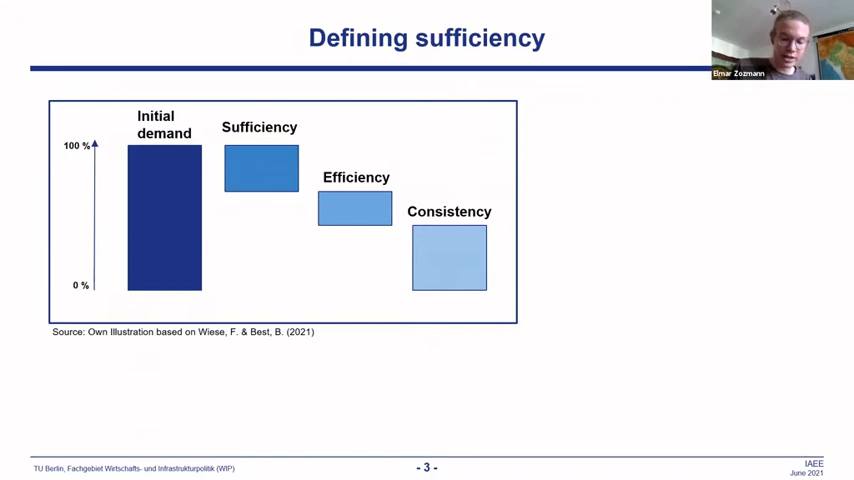 Defining sufficiency
Elmar Zozmann
Initial
demand
Sufficiency
100 %
Efficiency
Consistency
0 %
Source: Own Illustration based on Wiese, F. & Best, B. (2021)
TU Berlin, Fachgebiet Wirtschafts- und Infrastrukturpolitik (WIP)
- 3 -
IAEE
June 2021